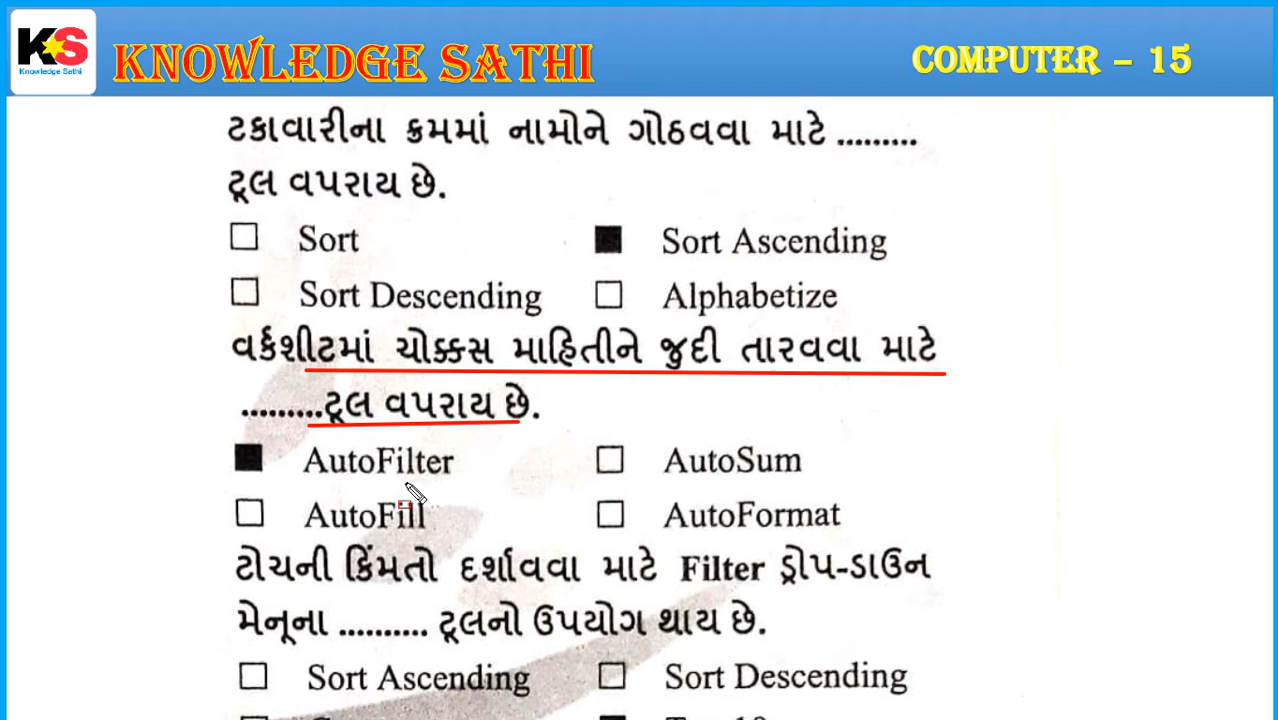 KS
Knowledge Sathi
KNOWLEDGE SATHI
COMPUTER – 15
ટકાવારીના ક્રમમાં નામોને ગોઠવવા માટે .........
ટૂલ વપરાય છે.
Sort
Sort Ascending
Sort Descending
Alphabetize
વર્કશીટમાં ચોક્કસ માહિતીને જુદી તારવવા માટે
.........ટૂલ વપરાય છે.
AutoFilter
AutoSum
AutoFill
AutoFormat
ટોચની કિંમતો દર્શાવવા માટે Filter ડ્રોપ-ડાઉન
મેનૂના .......... ટૂલનો ઉપયોગ થાય છે.
Sort Ascending
Sort Descending